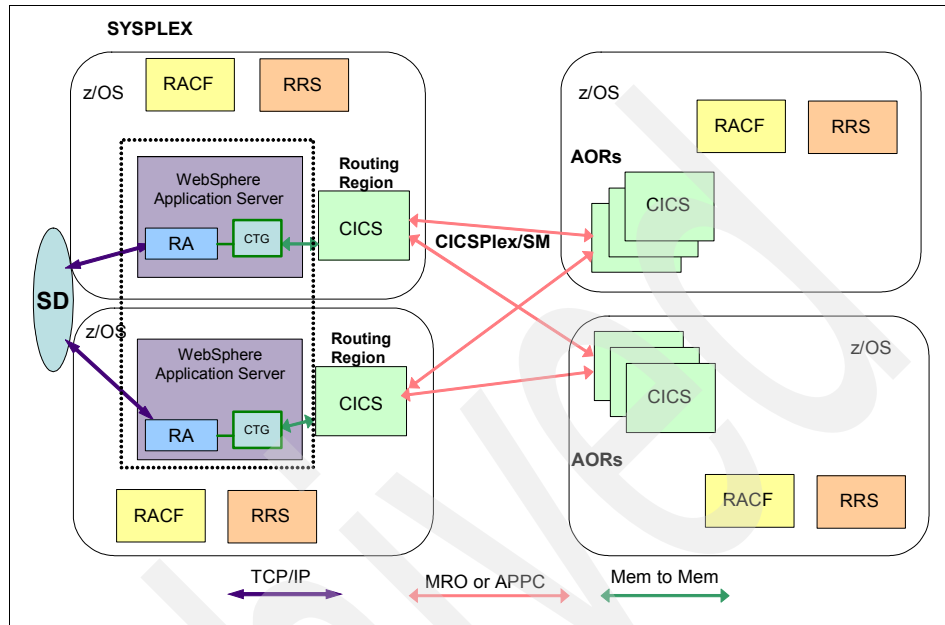 SYSPLEX
z/OS
RACF
RRS
WebSphere
Application Server
RA
CTG
Routing
Region
CICS
SD
z/OS
WebSphere
Application Server
RA
CTG
Routing
Region
CICS
RACF
RRS
CICSPlex/SM
z/OS
RACF
RRS
AORs
CICS
z/OS
CICS
AORs
RACF
RRS
TCP/IP
MRO or APPC
Mem to Mem